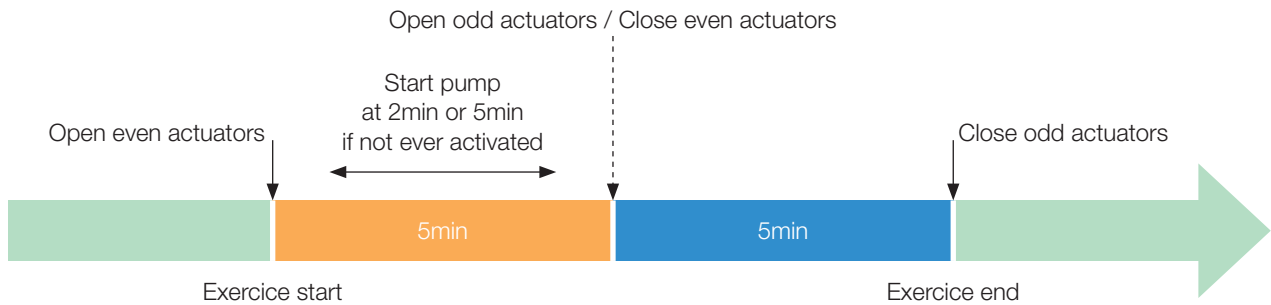 Open odd actuators / Close even actuators
Start pump
at 2min or 5min
if not ever activated
Open even actuators
Close odd actuators
5min
5min
Exercice start
Exercice end